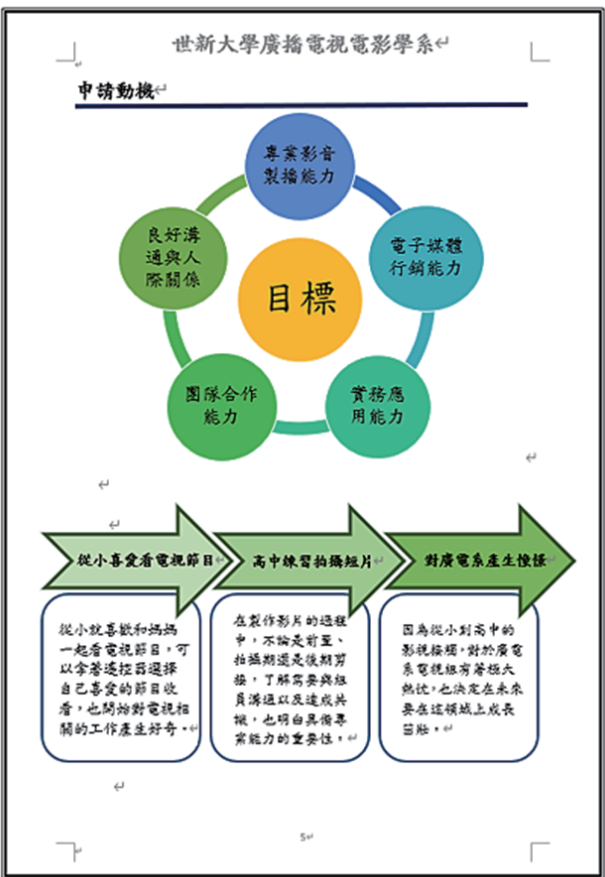 世新大學廣播電視電影學系
申請動機
專業影音
製播能力
良好溝
通與人
際關係
電子媒體
行銷能力
目標
團隊合作
能力
實務應
用能力
從小喜愛看電視節目
高中練習拍攝短片
對廣電系產生憧憬
從小就喜歡和媽媽
一起看電視節目，可
以拿著遙控器選擇
自己喜愛的節目收
看，也開始對電視相
關的工作產生好奇。
在製作影片的過程
中，不論是前置、
拍攝期還是後期剪
接，了解需要與組
員溝通以及達成共
識，也明白具備專
業能力的重要性。
因為從小到高中的
影視接觸，對於廣電
系電視組有著極大
熱忱，也決定在未來
要在這領域上成長
茁壯。
5